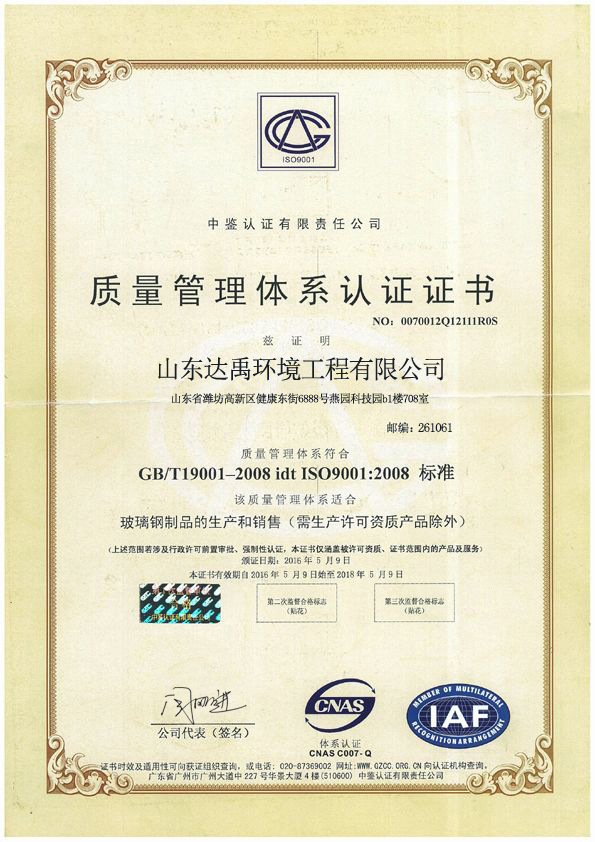 ISO9001
中鉴认证有限责任公司
质量管理体系认证证书
NO: 0070012Q12111R0S
兹 证 明
山东达禹环境工程有限公司
山东省潍坊高新区健康东街6888号燕园科技园b1楼708室
邮编: 261061
质量管理体系符合
GB/T19001–2008 idt ISO9001:2008 标准
该质量管理体系适合
玻璃钢制品的生产和销售（需生产许可资质产品除外）
（上述范围若涉及行政许可前置审批、强制性认证，本证书仅涵盖被许可资质、证书范围内的产品及服务）
颁证日期: 2016 年 5 月 9 日
本证书有效期自 2016 年 5 月 9 日始至 2018 年 5 月 9 日
第二次监督合格标志
（贴花）
第三次监督合格标志
（贴花）
公司代表（签名）
CNAS
体系认证
CNAS C007-Q
MEMBER OF MULTILATERAL
IAF
RECOGNITION ARRANGEMENT
证书时效及适用性可向获证组织查询，或电话: 020-87369002 网址:WWW.GZCC.ORG.CN 向认证机构查询。
广东省广州市广州大道中 227 号华景大厦 4 楼 (510600) 中鉴认证有限责任公司